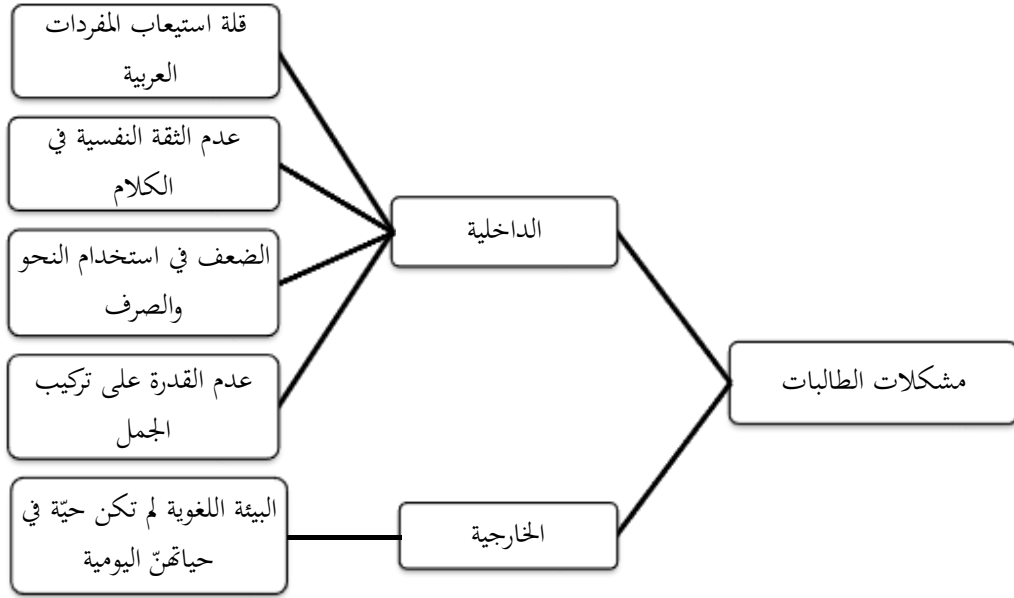 مشكلات الطالبات
الداخلية
قلة استيعاب المفردات
العربية
عدم الثقة النفسية في
الكلام
الضعف في استخدام النحو
والصرف
عدم القدرة على تركيب
الجمل
الخارجية
البيئة اللغوية لم تكن حيّة في
حياتهنّ اليومية